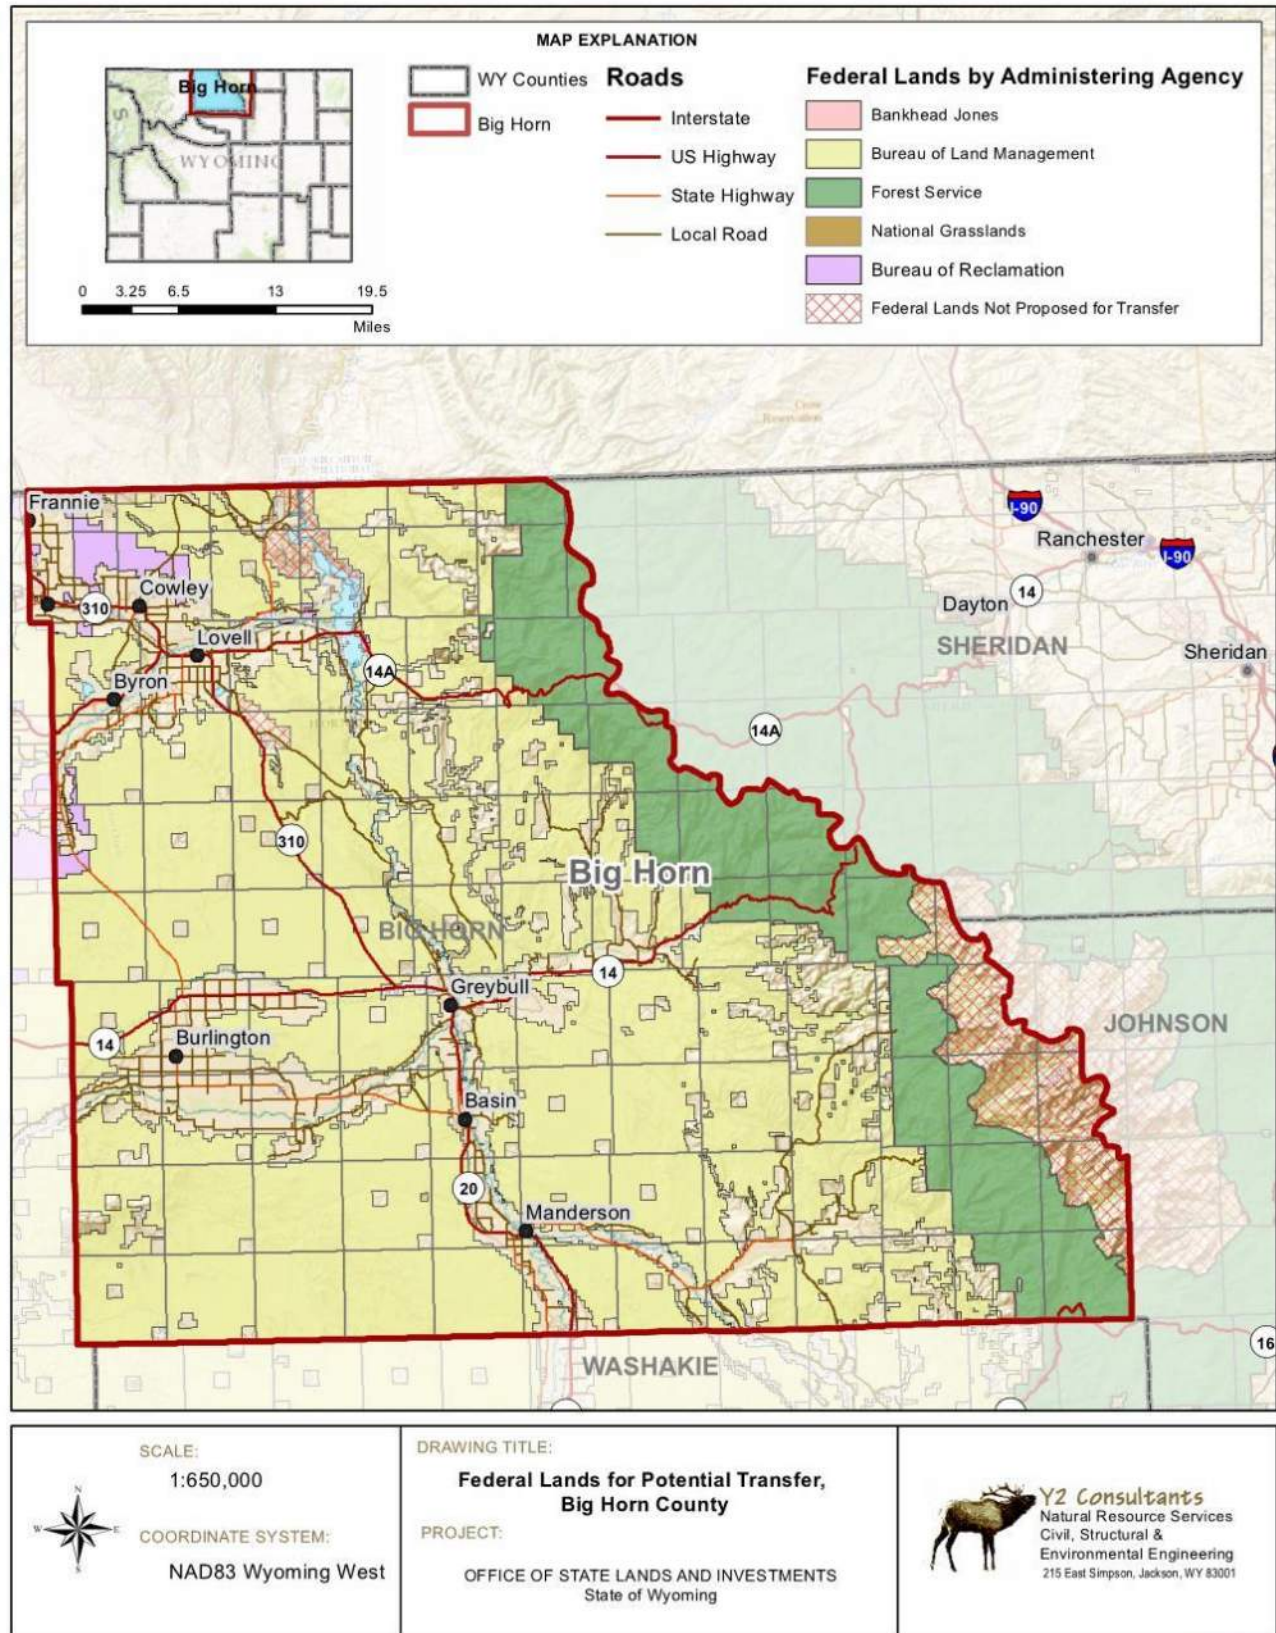 MAP EXPLANATION
Big Horn
WYOMING
0 3.25 6.5 13 19.5
Miles
WY Counties
Big Horn
Roads
Interstate
US Highway
State Highway
Local Road
Federal Lands by Administering Agency
Bankhead Jones
Bureau of Land Management
Forest Service
National Grasslands
Bureau of Reclamation
Federal Lands Not Proposed for Transfer
Crow
Reservation
Frannie
I-90
Ranchester
I-90
Cowley
310
Dayton
14
Lovell
SHERIDAN
Sheridan
14A
Byron
14A
310
Big Horn
BIG HORN
14
Greybull
14
Burlington
JOHNSON
Basin
20
Manderson
16
WASHAKIE
SCALE:
1:650,000
COORDINATE SYSTEM:
NAD83 Wyoming West
N
W E
S
DRAWING TITLE:
Federal Lands for Potential Transfer,
Big Horn County
PROJECT:
OFFICE OF STATE LANDS AND INVESTMENTS
State of Wyoming
Y2 Consultants
Natural Resource Services
Civil, Structural &
Environmental Engineering
215 East Simpson, Jackson, WY 83001